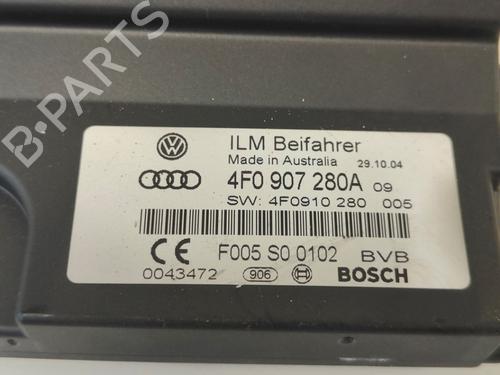 B-PARTS
ILM Beifahrer
Made in Australia 29.10.04
4F0 907 280A 09
SW: 4F0910 280 005
CE F005 S0 0102 BVB
0043472 906 BOSCH